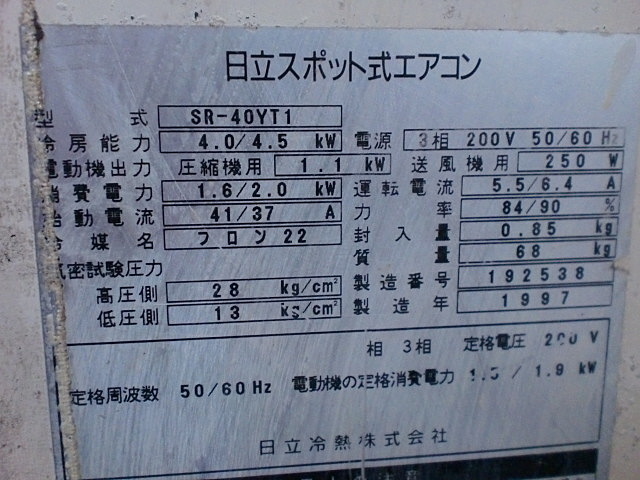 日立スポット式エアコン
型式 SR-40YT1
冷房能力 4.0/4.5 kW 電源 3相 200V 50/60 Hz
電動機出力 圧縮機用 1.1 kW 送風機用 250 W
消費電力 1.6/2.0 kW 運転電流 5.5/6.4 A
始動電流 41/37 A 力率 84/90 %
冷媒名 フロン22 封入量 0.85 kg
質量 68 kg
気密試験圧力
高圧側 28 kg/cm² 製造番号 192538
低圧側 13 kg/cm² 製造年 1997
相 3相 定格電圧 200 V
定格周波数 50/60 Hz 電動機の定格消費電力 1.5 / 1.9 kW
日立冷熱株式会社